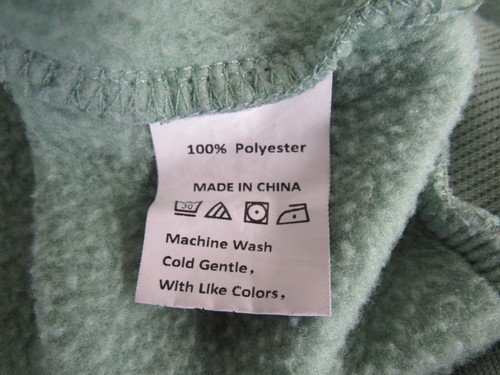 100% Polyester
MADE IN CHINA
30
Machine Wash
Cold Gentle,
With Like Colors,